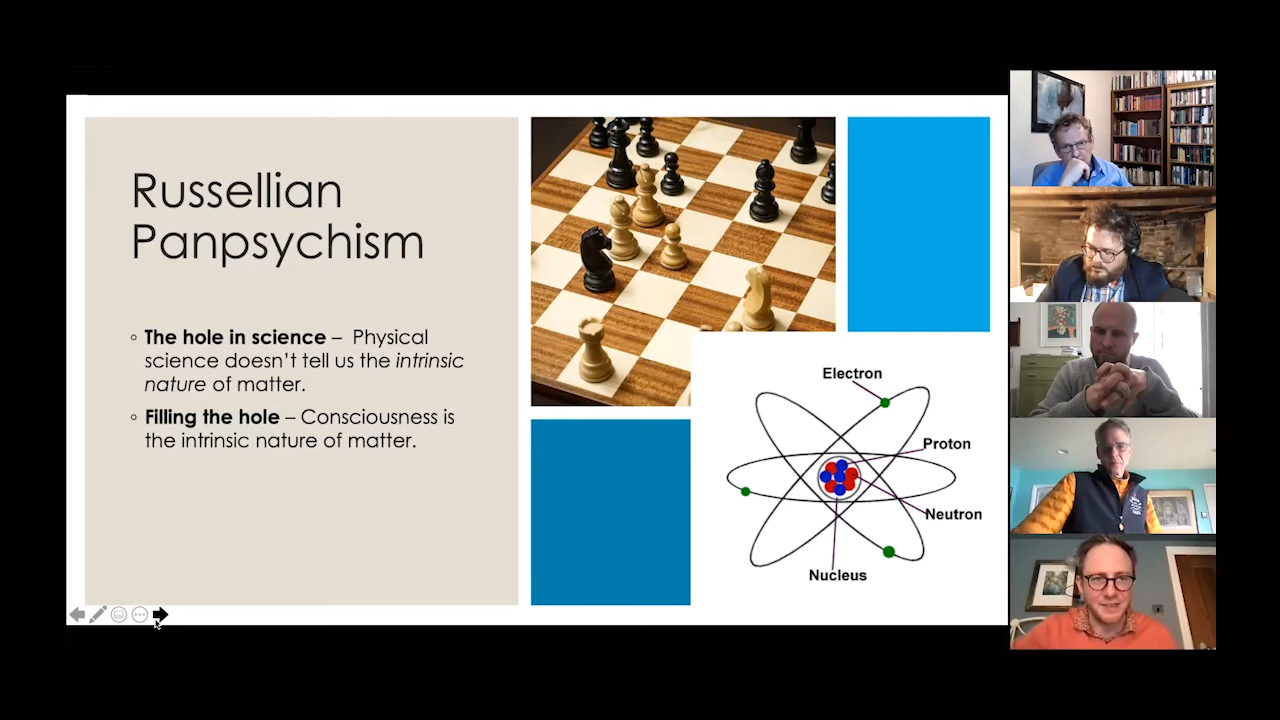 Russellian
Panpsychism
◦ The hole in science – Physical
science doesn't tell us the intrinsic
nature of matter.
◦ Filling the hole – Consciousness is
the intrinsic nature of matter.
Electron
Proton
Neutron
Nucleus